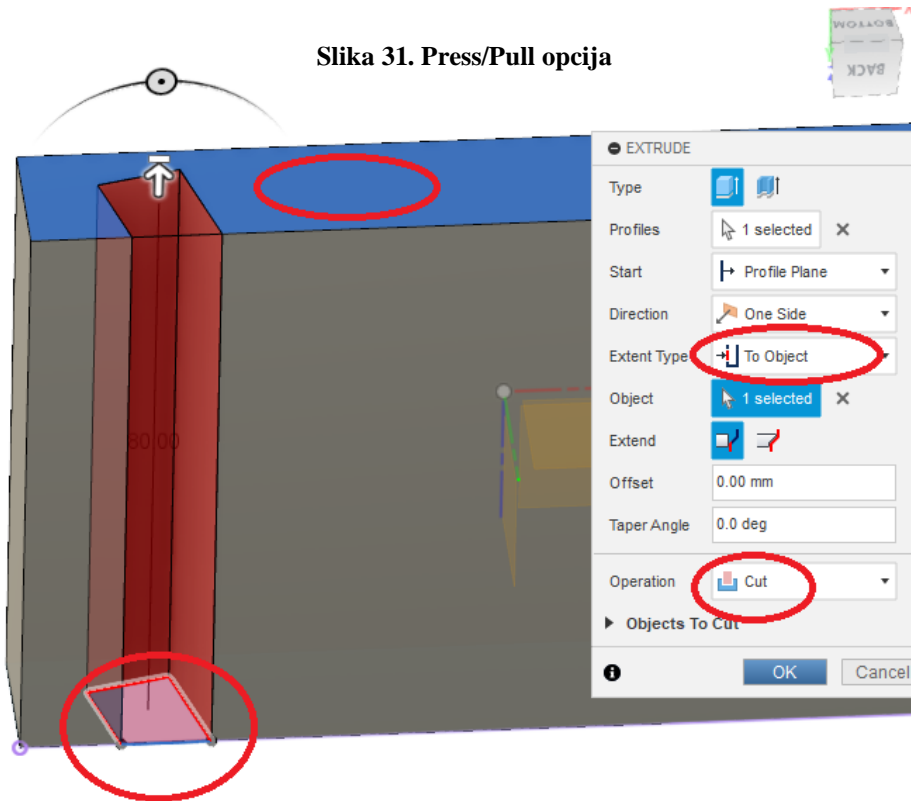 BOTTOM
BACK
Slika 31. Press/Pull opcija
EXTRUDE
Type
Profiles 1 selected
Start Profile Plane
Direction One Side
Extent Type To Object
Object 1 selected
Extend
Offset 0.00 mm
Taper Angle 0.0 deg
Operation Cut
Objects To Cut
OK Cancel
80.00